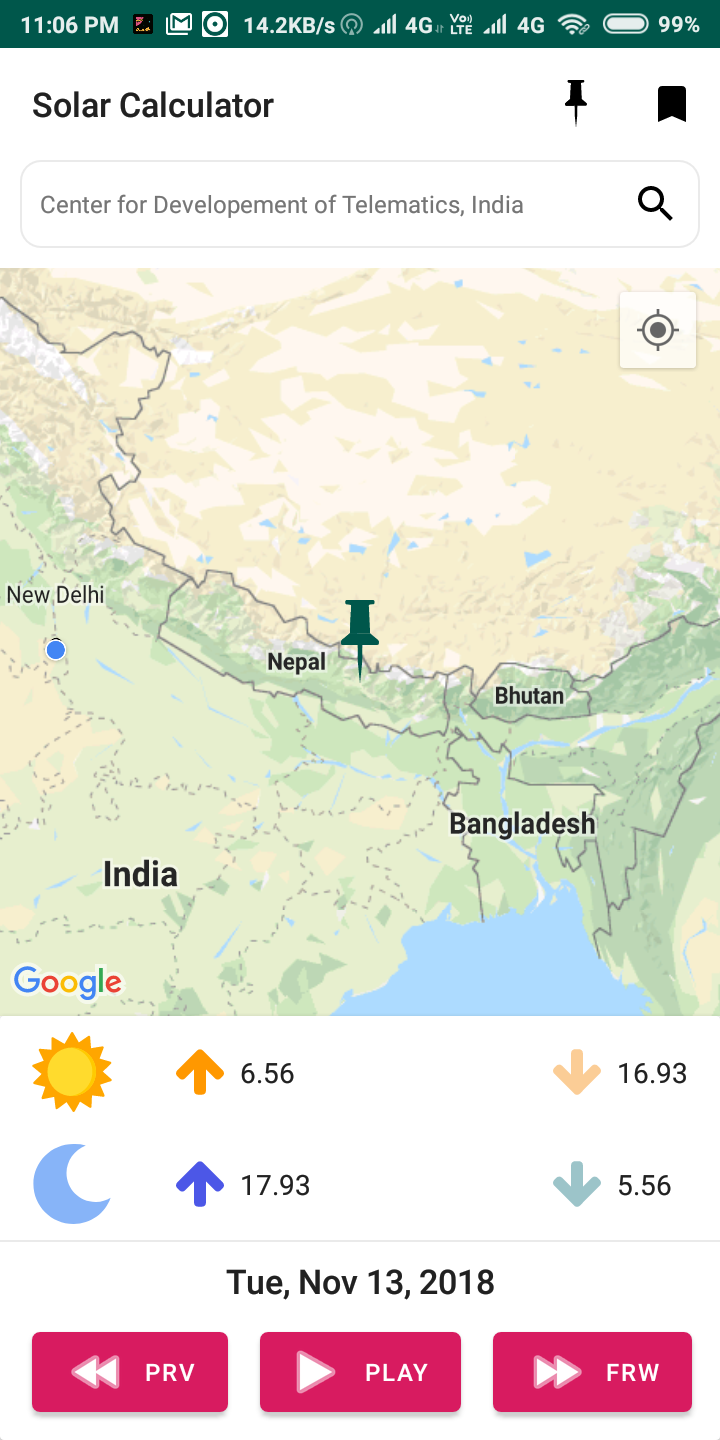 11:06 PM 14.2KB/s 4G Vo) LTE 4G 99%
Solar Calculator
Center for Developement of Telematics, India
New Delhi
Nepal
Bhutan
Bangladesh
India
Google
6.56 16.93
17.93 5.56
Tue, Nov 13, 2018
PRV PLAY FRW